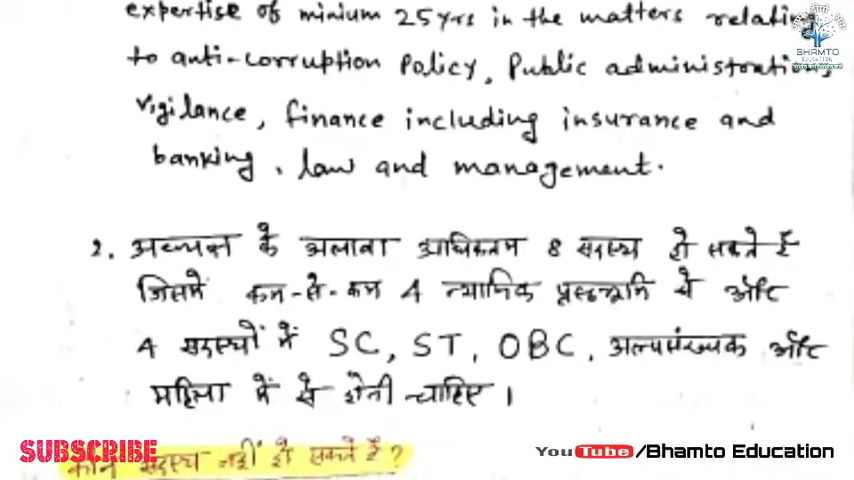 expertise of minium 25yrs in the matters relating
BHAMTO
EDUCATION
to anti-corruption Policy, Public administration,
vigilance, finance including insurance and
banking, law and management.
2. अध्यक्ष के अलावा अधिकतम 8 सदस्य हो सकते हैं
जिसमें कम-से-कम 4 न्यायिक पृष्ठभूमि से और
4 सदस्यों में SC, ST, OBC, अल्पसंख्यक और
महिला में से होनी चाहिए।
SUBSCRIBE
कौन सदस्य नहीं हो सकते हैं?
YouTube/Bhamto Education